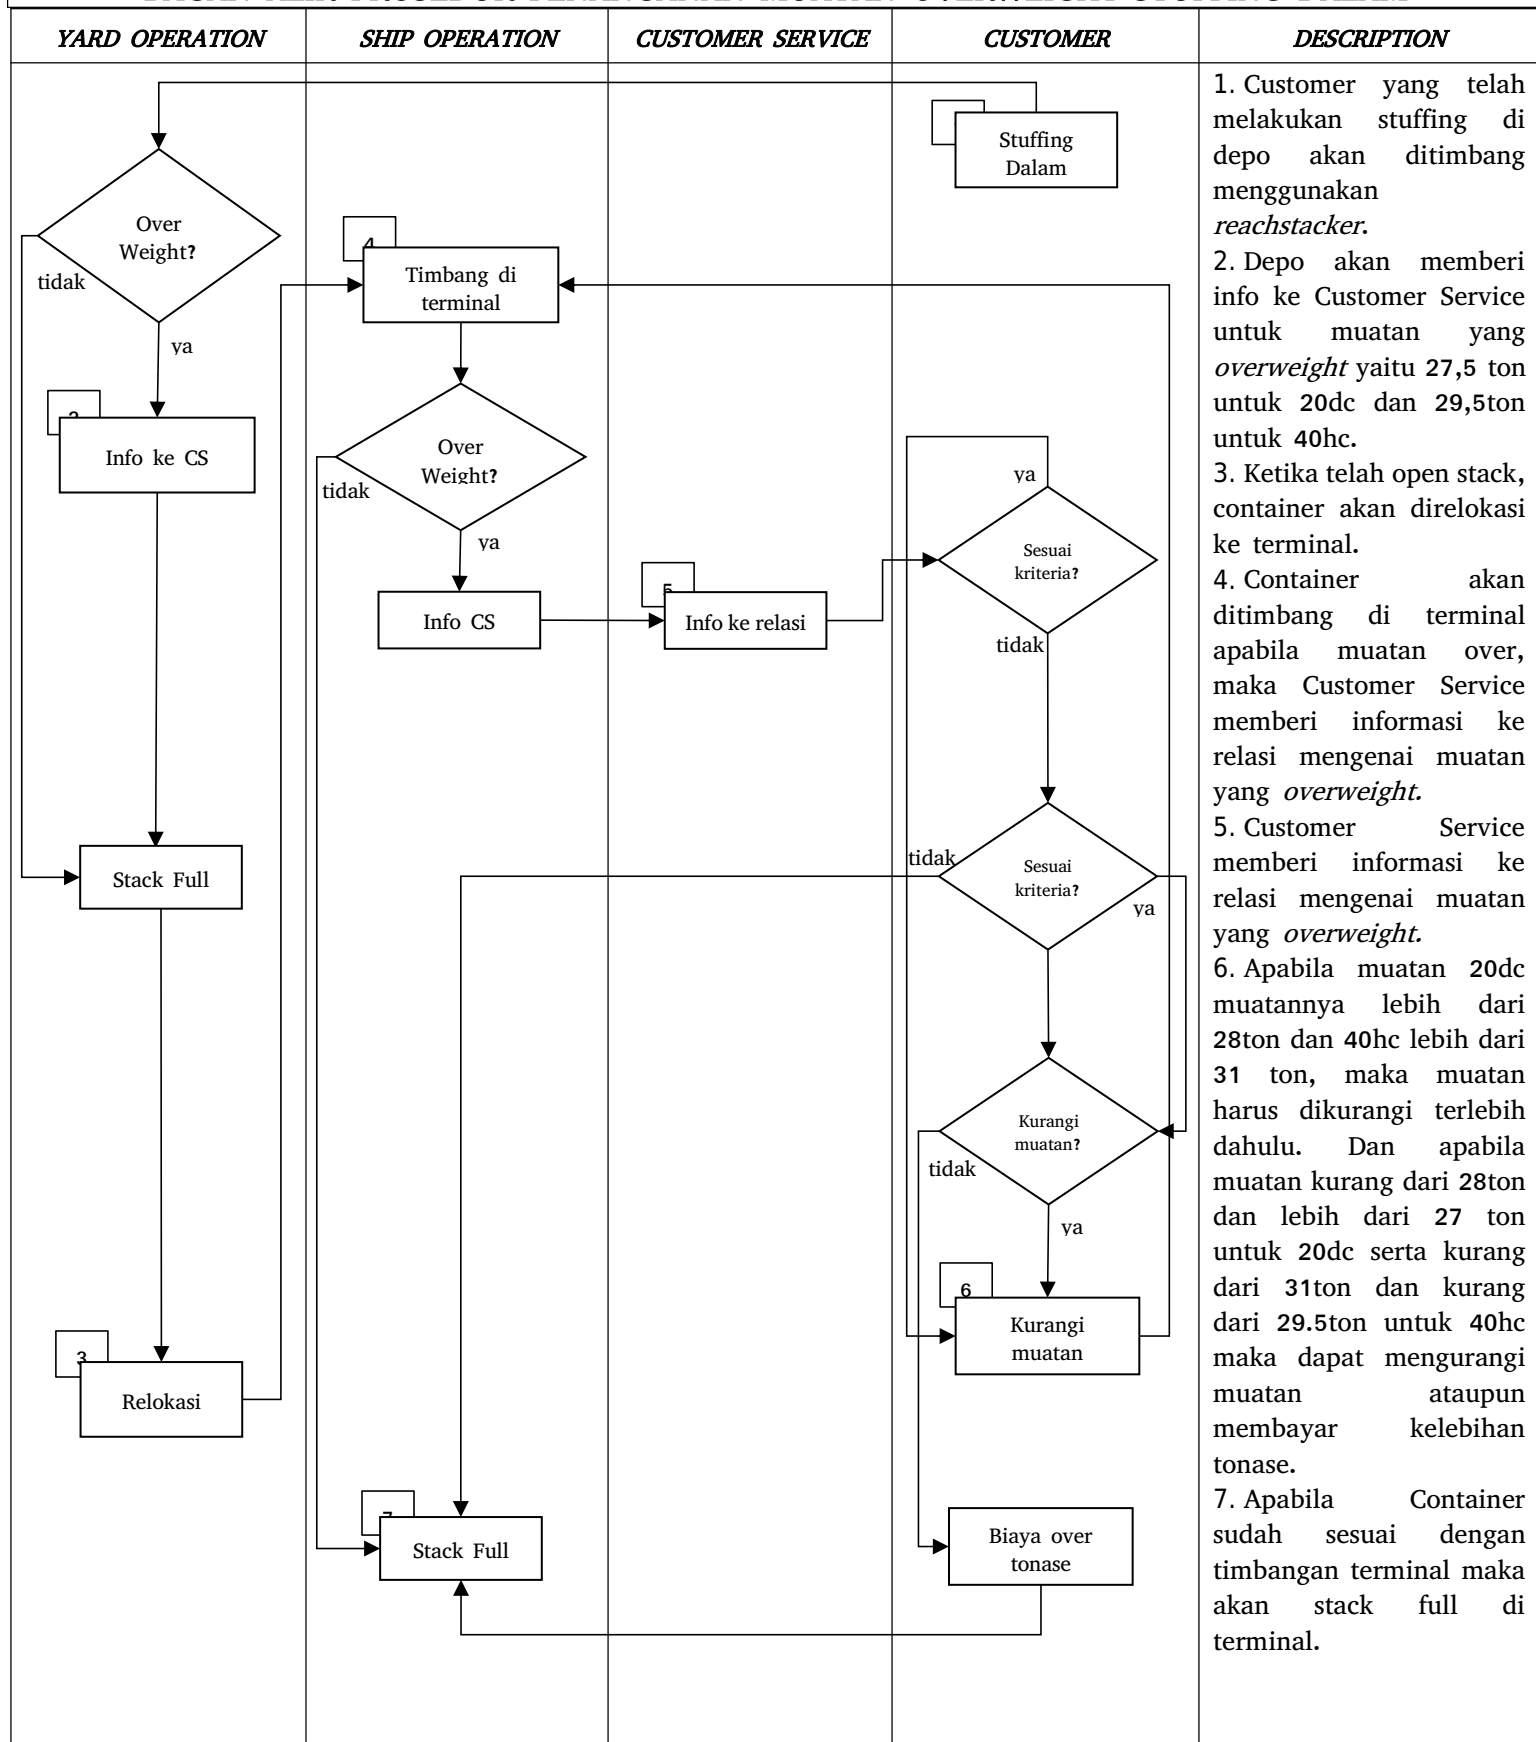 YARD OPERATION
SHIP OPERATION
CUSTOMER SERVICE
CUSTOMER
DESCRIPTION
Stuffing
Dalam
Over
Weight?
tidak
ya
Info ke CS
Stack Full
3
Relokasi
4
Timbang di
terminal
Over
Weight?
tidak
ya
Info CS
Info ke relasi
ya
Sesuai
kriteria?
tidak
tidak
Sesuai
kriteria?
ya
Kurangi
muatan?
tidak
ya
6
Kurangi
muatan
Biaya over
tonase
7
Stack Full
1. Customer yang telah
melakukan stuffing di
depo akan ditimbang
menggunakan
reachstacker.
2. Depo akan memberi
info ke Customer Service
untuk muatan yang
overweight yaitu 27,5 ton
untuk 20dc dan 29,5ton
untuk 40hc.
3. Ketika telah open stack,
container akan direlokasi
ke terminal.
4. Container akan
ditimbang di terminal
apabila muatan over,
maka Customer Service
memberi informasi ke
relasi mengenai muatan
yang overweight.
5. Customer Service
memberi informasi ke
relasi mengenai muatan
yang overweight.
6. Apabila muatan 20dc
muatannya lebih dari
28ton dan 40hc lebih dari
31 ton, maka muatan
harus dikurangi terlebih
dahulu. Dan apabila
muatan kurang dari 28ton
dan lebih dari 27 ton
untuk 20dc serta kurang
dari 31ton dan kurang
dari 29.5ton untuk 40hc
maka dapat mengurangi
muatan ataupun
membayar kelebihan
tonase.
7. Apabila Container
sudah sesuai dengan
timbangan terminal maka
akan stack full di
terminal.